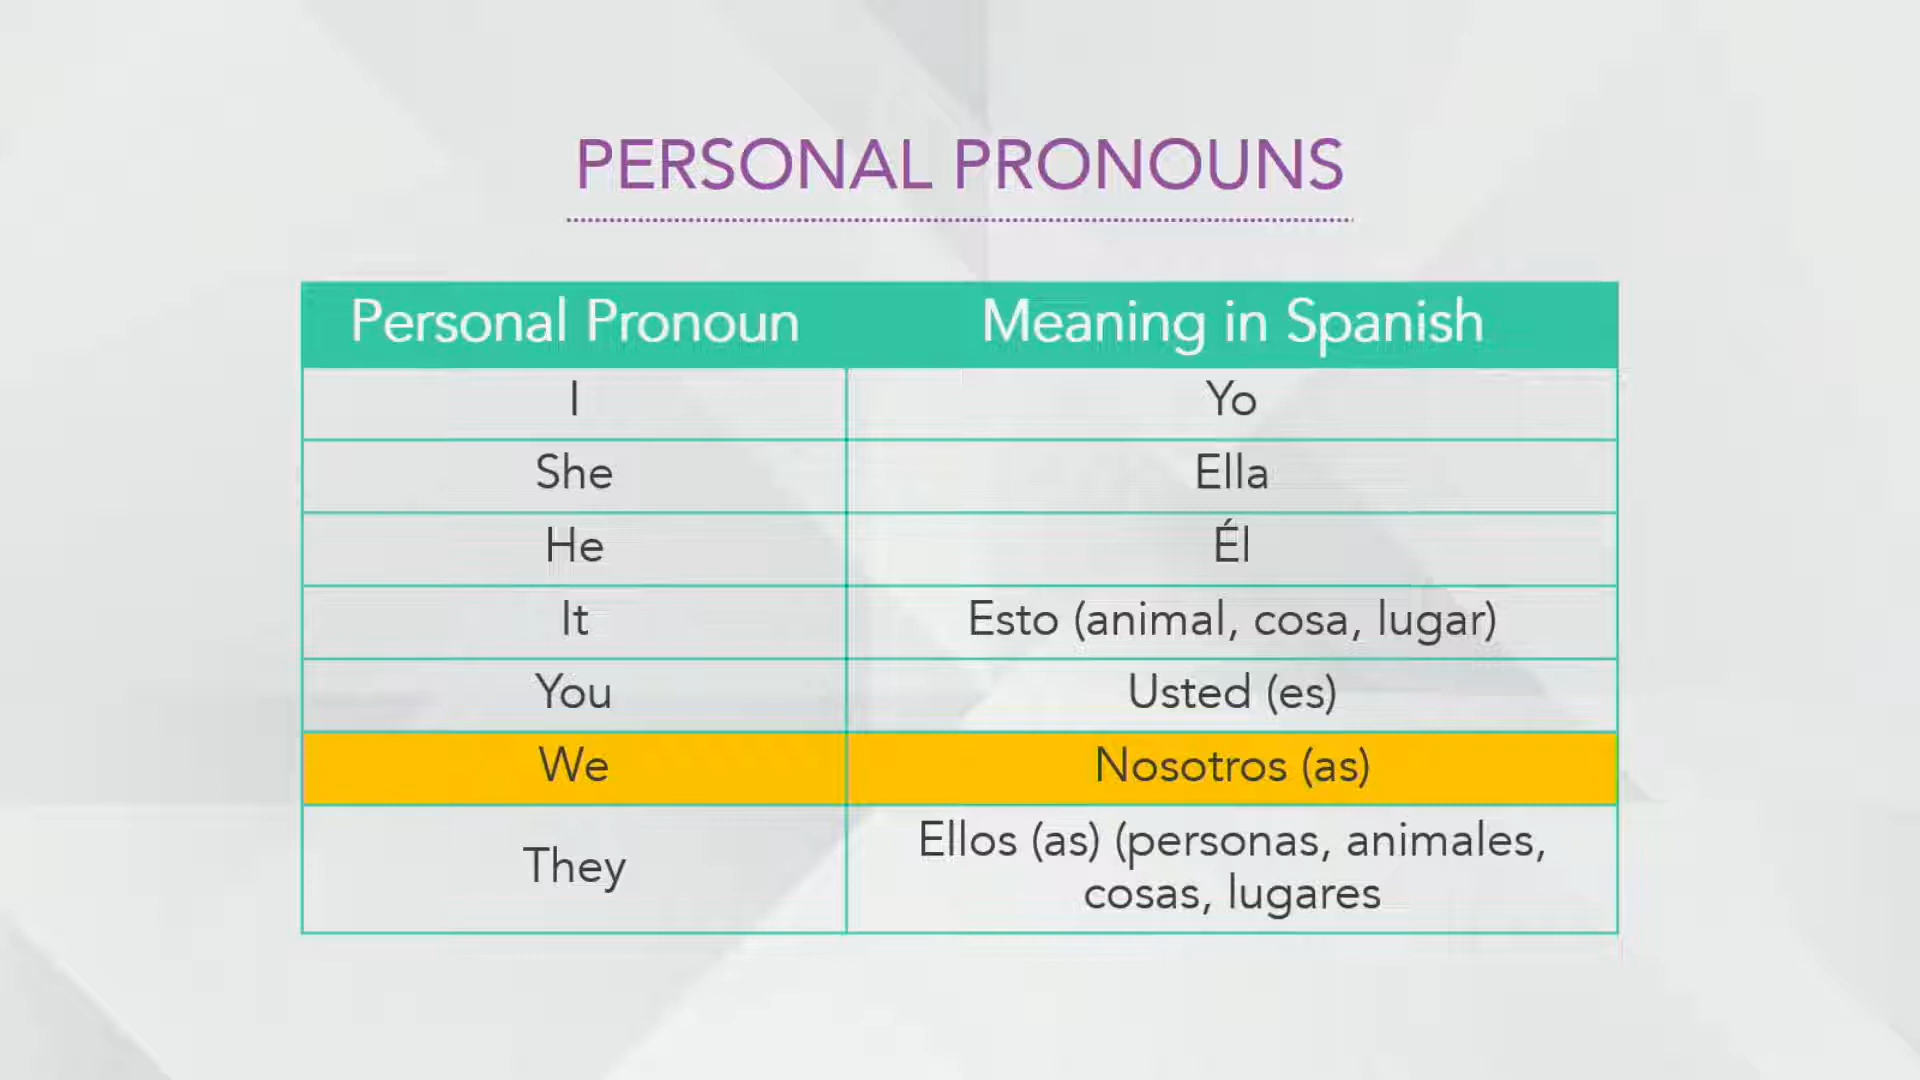 PERSONAL PRONOUNS
Personal Pronoun Meaning in Spanish
I Yo
She Ella
He Él
It Esto (animal, cosa, lugar)
You Usted (es)
We Nosotros (as)
They Ellos (as) (personas, animales,
cosas, lugares